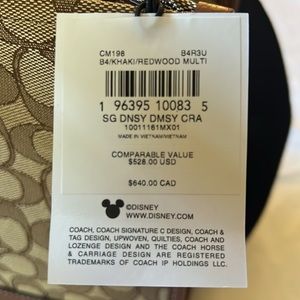 CM198 B4R3U
B4/KHAKI/REDWOOD MULTI
1 96395 10083 5
SG DNSY DMSY CRA
10011161MX01
MADE IN VIETNAM/VIETNAM
COMPARABLE VALUE
$528.00 USD
$640.00 CAD
©DISNEY
WWW.DISNEY.COM
COACH, COACH SIGNATURE C DESIGN, COACH &
TAG DESIGN, UPWOVEN, QUILTIES, COACH AND
LOZENGE DESIGN AND THE COACH HORSE
& CARRIAGE DESIGN ARE REGISTERED
TRADEMARKS OF COACH IP HOLDINGS LLC.